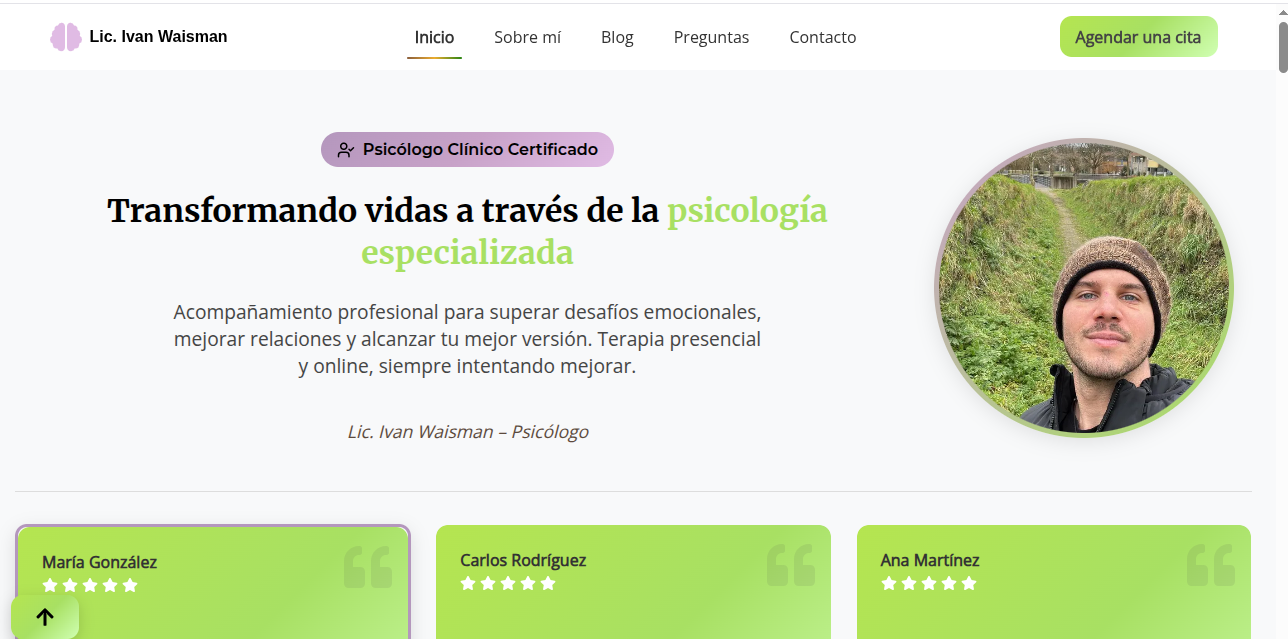 Lic. Ivan Waisman
Inicio
Sobre mí
Blog
Preguntas
Contacto
Agendar una cita
Psicólogo Clínico Certificado
Transformando vidas a través de la psicología
especializada
Acompañamiento profesional para superar desafíos emocionales,
mejorar relaciones y alcanzar tu mejor versión. Terapia presencial
y online, siempre intentando mejorar.
Lic. Ivan Waisman – Psicólogo
María González
Carlos Rodríguez
Ana Martínez